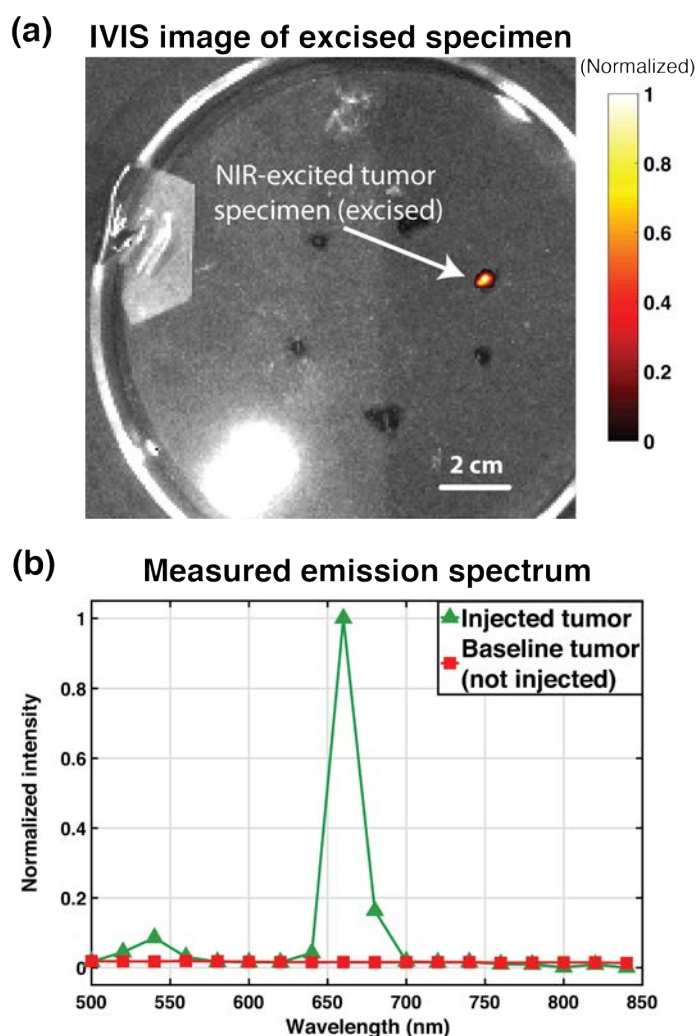 (a) IVIS image of excised specimen
(Normalized)
NIR-excited tumor
specimen (excised)
2 cm
1
0.8
0.6
0.4
0.2
0
(b) Measured emission spectrum
Injected tumor
Baseline tumor
(not injected)
Normalized intensity
1
0.8
0.6
0.4
0.2
0
500 550 600 650 700 750 800 850
Wavelength (nm)